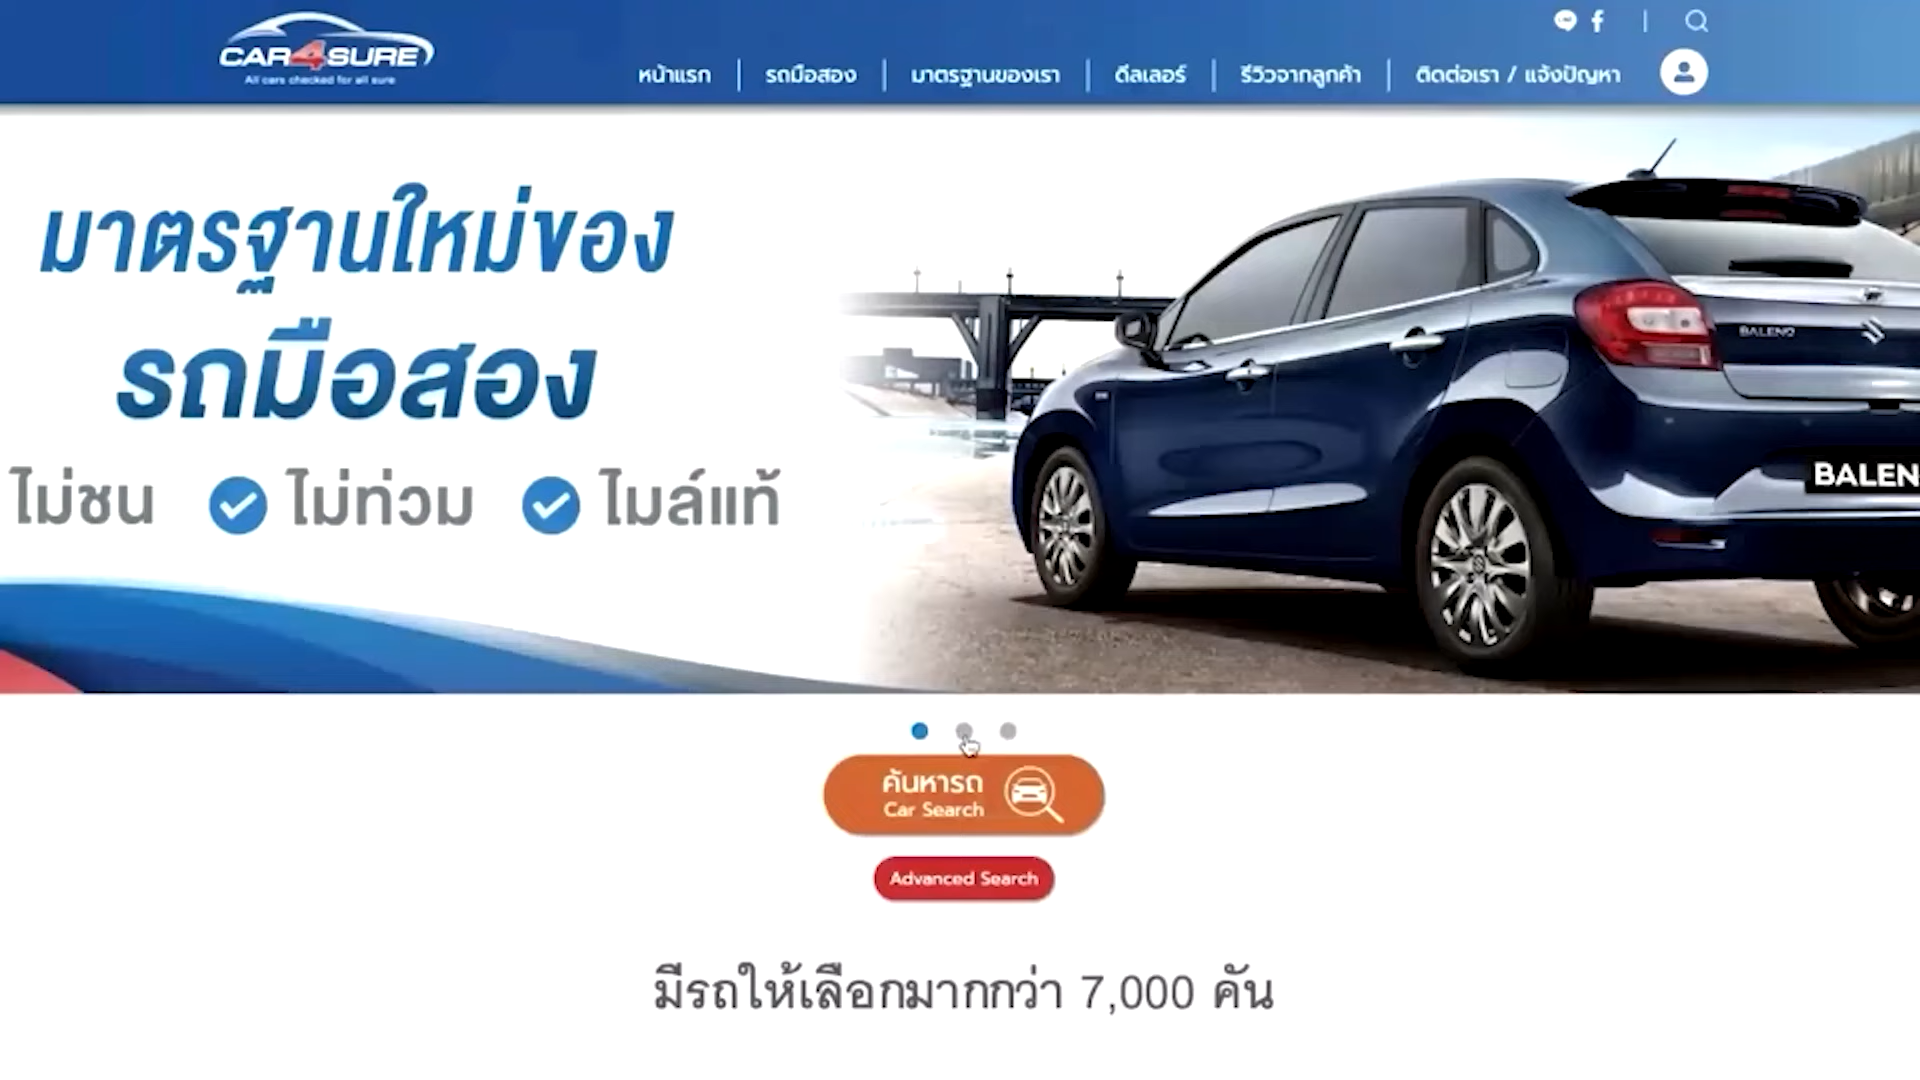 CAR4SURE
All cars checked for all sure
หน้าแรก | รถมือสอง | มาตรฐานของเรา | ดีลเลอร์ | รีวิวจากลูกค้า | ติดต่อเรา / แจ้งปัญหา
มาตรฐานใหม่ของ
รถมือสอง
ไม่ชน ไม่ท่วม ไมล์แท้
BALENO
BALEN
ค้นหารถ
Car Search
Advanced Search
มีรถให้เลือกมากกว่า 7,000 คัน